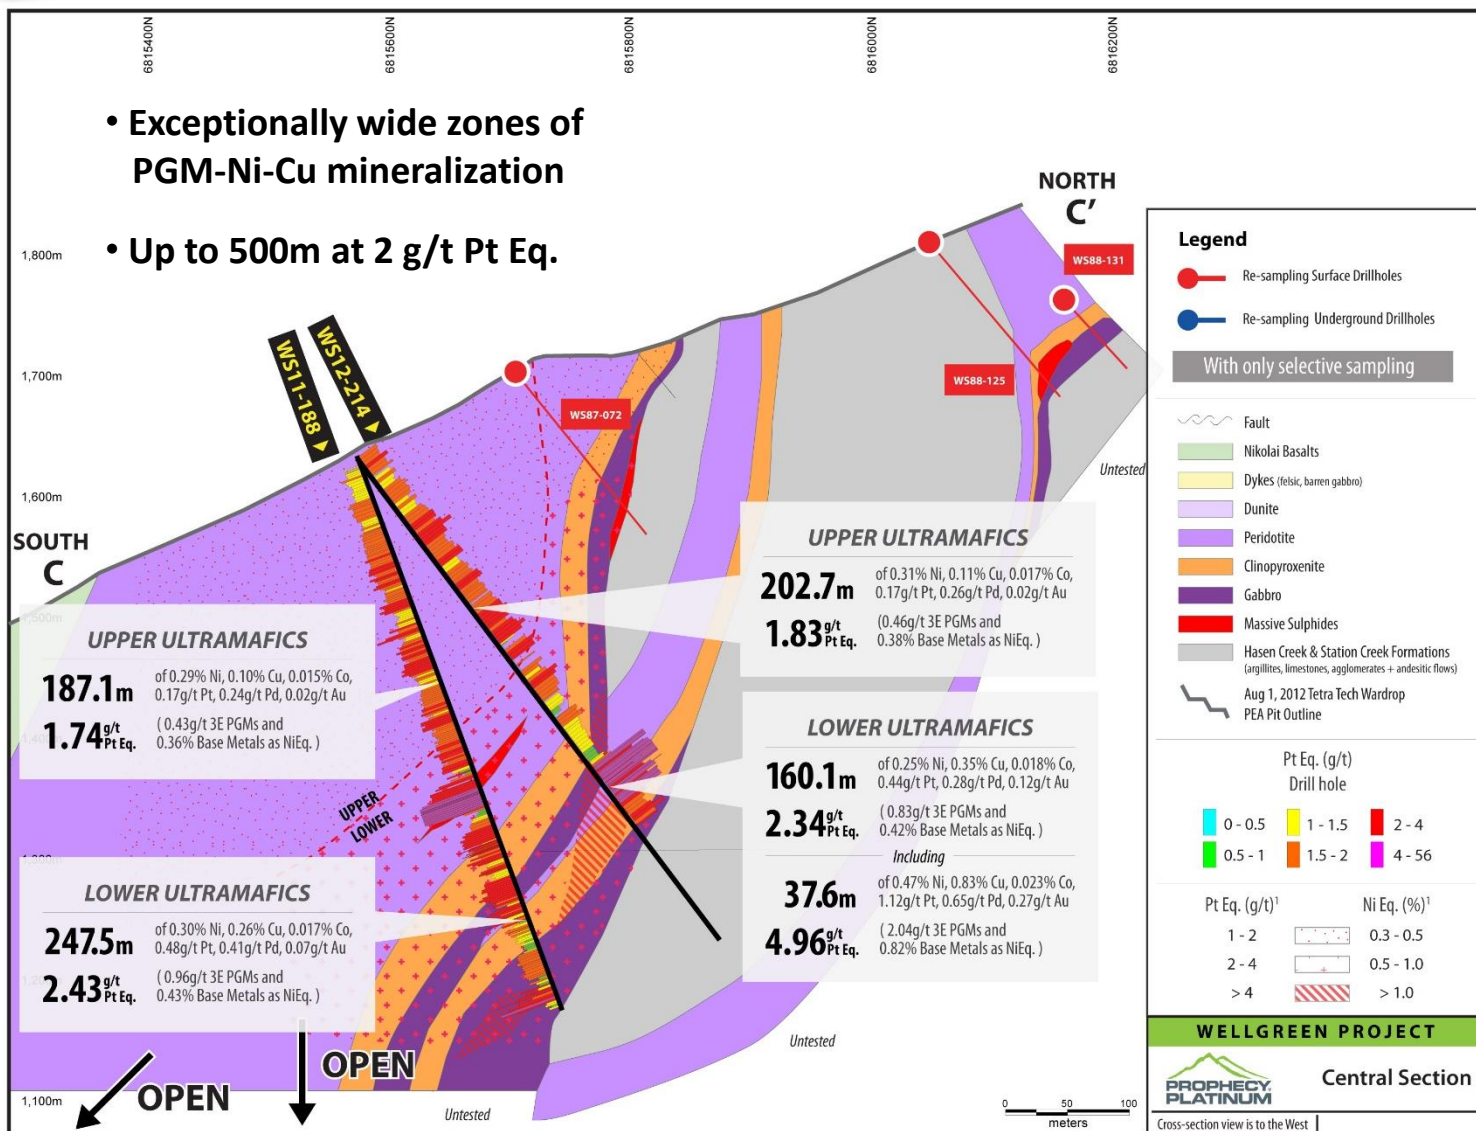 6815400N
6815600N
6815800N
6816000N
6816200N
• Exceptionally wide zones of
PGM-Ni-Cu mineralization
• Up to 500m at 2 g/t Pt Eq.
NORTH
C'
1,800m
1,700m
1,600m
1,100m
WS11-188
WS12-214
WS87-072
WS88-125
WS88-131
Untested
SOUTH
C
UPPER ULTRAMAFICS
187.1m
of 0.29% Ni, 0.10% Cu, 0.015% Co,
0.17g/t Pt, 0.24g/t Pd, 0.02g/t Au
1.74 g/t Pt Eq.
( 0.43g/t 3E PGMs and
0.36% Base Metals as NiEq. )
UPPER
LOWER
LOWER ULTRAMAFICS
247.5m
of 0.30% Ni, 0.26% Cu, 0.017% Co,
0.48g/t Pt, 0.41g/t Pd, 0.07g/t Au
2.43 g/t Pt Eq.
( 0.96g/t 3E PGMs and
0.43% Base Metals as NiEq. )
UPPER ULTRAMAFICS
202.7m
of 0.31% Ni, 0.11% Cu, 0.017% Co,
0.17g/t Pt, 0.26g/t Pd, 0.02g/t Au
1.83 g/t Pt Eq.
(0.46g/t 3E PGMs and
0.38% Base Metals as NiEq. )
LOWER ULTRAMAFICS
160.1m
of 0.25% Ni, 0.35% Cu, 0.018% Co,
0.44g/t Pt, 0.28g/t Pd, 0.12g/t Au
2.34 g/t Pt Eq.
( 0.83g/t 3E PGMs and
0.42% Base Metals as NiEq. )
Including
37.6m
of 0.47% Ni, 0.83% Cu, 0.023% Co,
1.12g/t Pt, 0.65g/t Pd, 0.27g/t Au
4.96 g/t Pt Eq.
( 2.04g/t 3E PGMs and
0.82% Base Metals as NiEq. )
OPEN
OPEN
Untested
Untested
0 50 100
meters
Legend
Re-sampling Surface Drillholes
Re-sampling Underground Drillholes
With only selective sampling
Fault
Nikolai Basalts
Dykes (felsic, barren gabbro)
Dunite
Peridotite
Clinopyroxenite
Gabbro
Massive Sulphides
Hasen Creek & Station Creek Formations
(argillites, limestones, agglomerates + andesitic flows)
Aug 1, 2012 Tetra Tech Wardrop
PEA Pit Outline
Pt Eq. (g/t)
Drill hole
0 - 0.5
1 - 1.5
2 - 4
0.5 - 1
1.5 - 2
4 - 56
Pt Eq. (g/t)¹ Ni Eq. (%)¹
1 - 2 0.3 - 0.5
2 - 4 0.5 - 1.0
> 4 > 1.0
WELLGREEN PROJECT
PROPHECY
PLATINUM
Central Section
Cross-section view is to the West